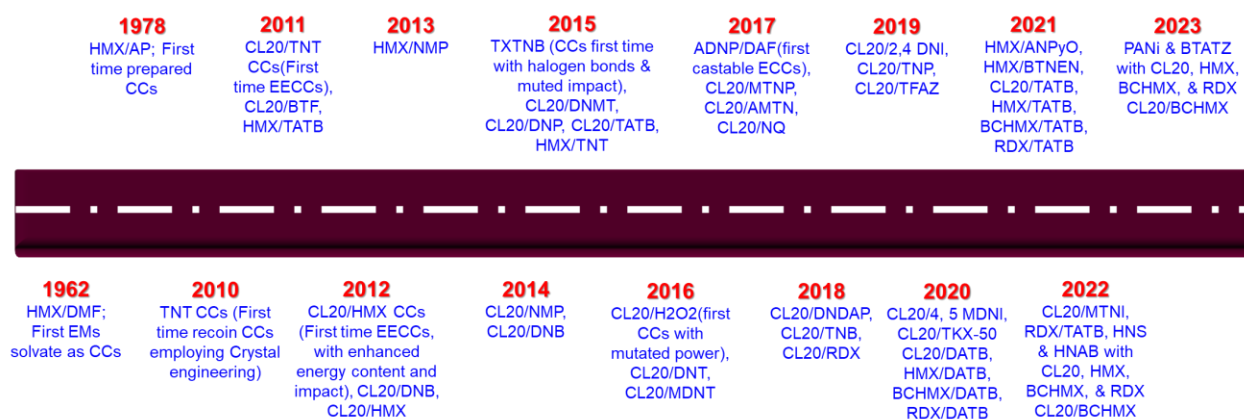 1978
HMX/AP; First
time prepared
CCs
2011
CL20/TNT
CCs(First
time EECCs),
CL20/BTF,
HMX/TATB
2013
HMX/NMP
2015
TXTNB (CCs first time
with halogen bonds &
muted impact),
CL20/DNMT,
CL20/DNP, CL20/TATB,
HMX/TNT
2017
ADNP/DAF(first
castable ECCs),
CL20/MTNP,
CL20/AMTN,
CL20/NQ
2019
CL20/2,4 DNI,
CL20/TNP,
CL20/TFAZ
2021
HMX/ANPyO,
HMX/BTNEN,
CL20/TATB,
HMX/TATB,
BCHMX/TATB,
RDX/TATB
2023
PANi & BTATZ
with CL20, HMX,
BCHMX, & RDX
CL20/BCHMX
1962
HMX/DMF;
First EMs
solvate as CCs
2010
TNT CCs (First
time recoin CCs
employing Crystal
engineering)
2012
CL20/HMX CCs
(First time EECCs,
with enhanced
energy content and
impact), CL20/DNB,
CL20/HMX
2014
CL20/NMP,
CL20/DNB
2016
CL20/H2O2(first
CCs with
mutated power),
CL20/DNT,
CL20/MDNT
2018
CL20/DNDAP,
CL20/TNB,
CL20/RDX
2020
CL20/4, 5 MDNI,
CL20/TKX-50
CL20/DATB,
HMX/DATB,
BCHMX/DATB,
RDX/DATB
2022
CL20/MTNI,
RDX/TATB, HNS
& HNAB with
CL20, HMX,
BCHMX, & RDX
CL20/BCHMX